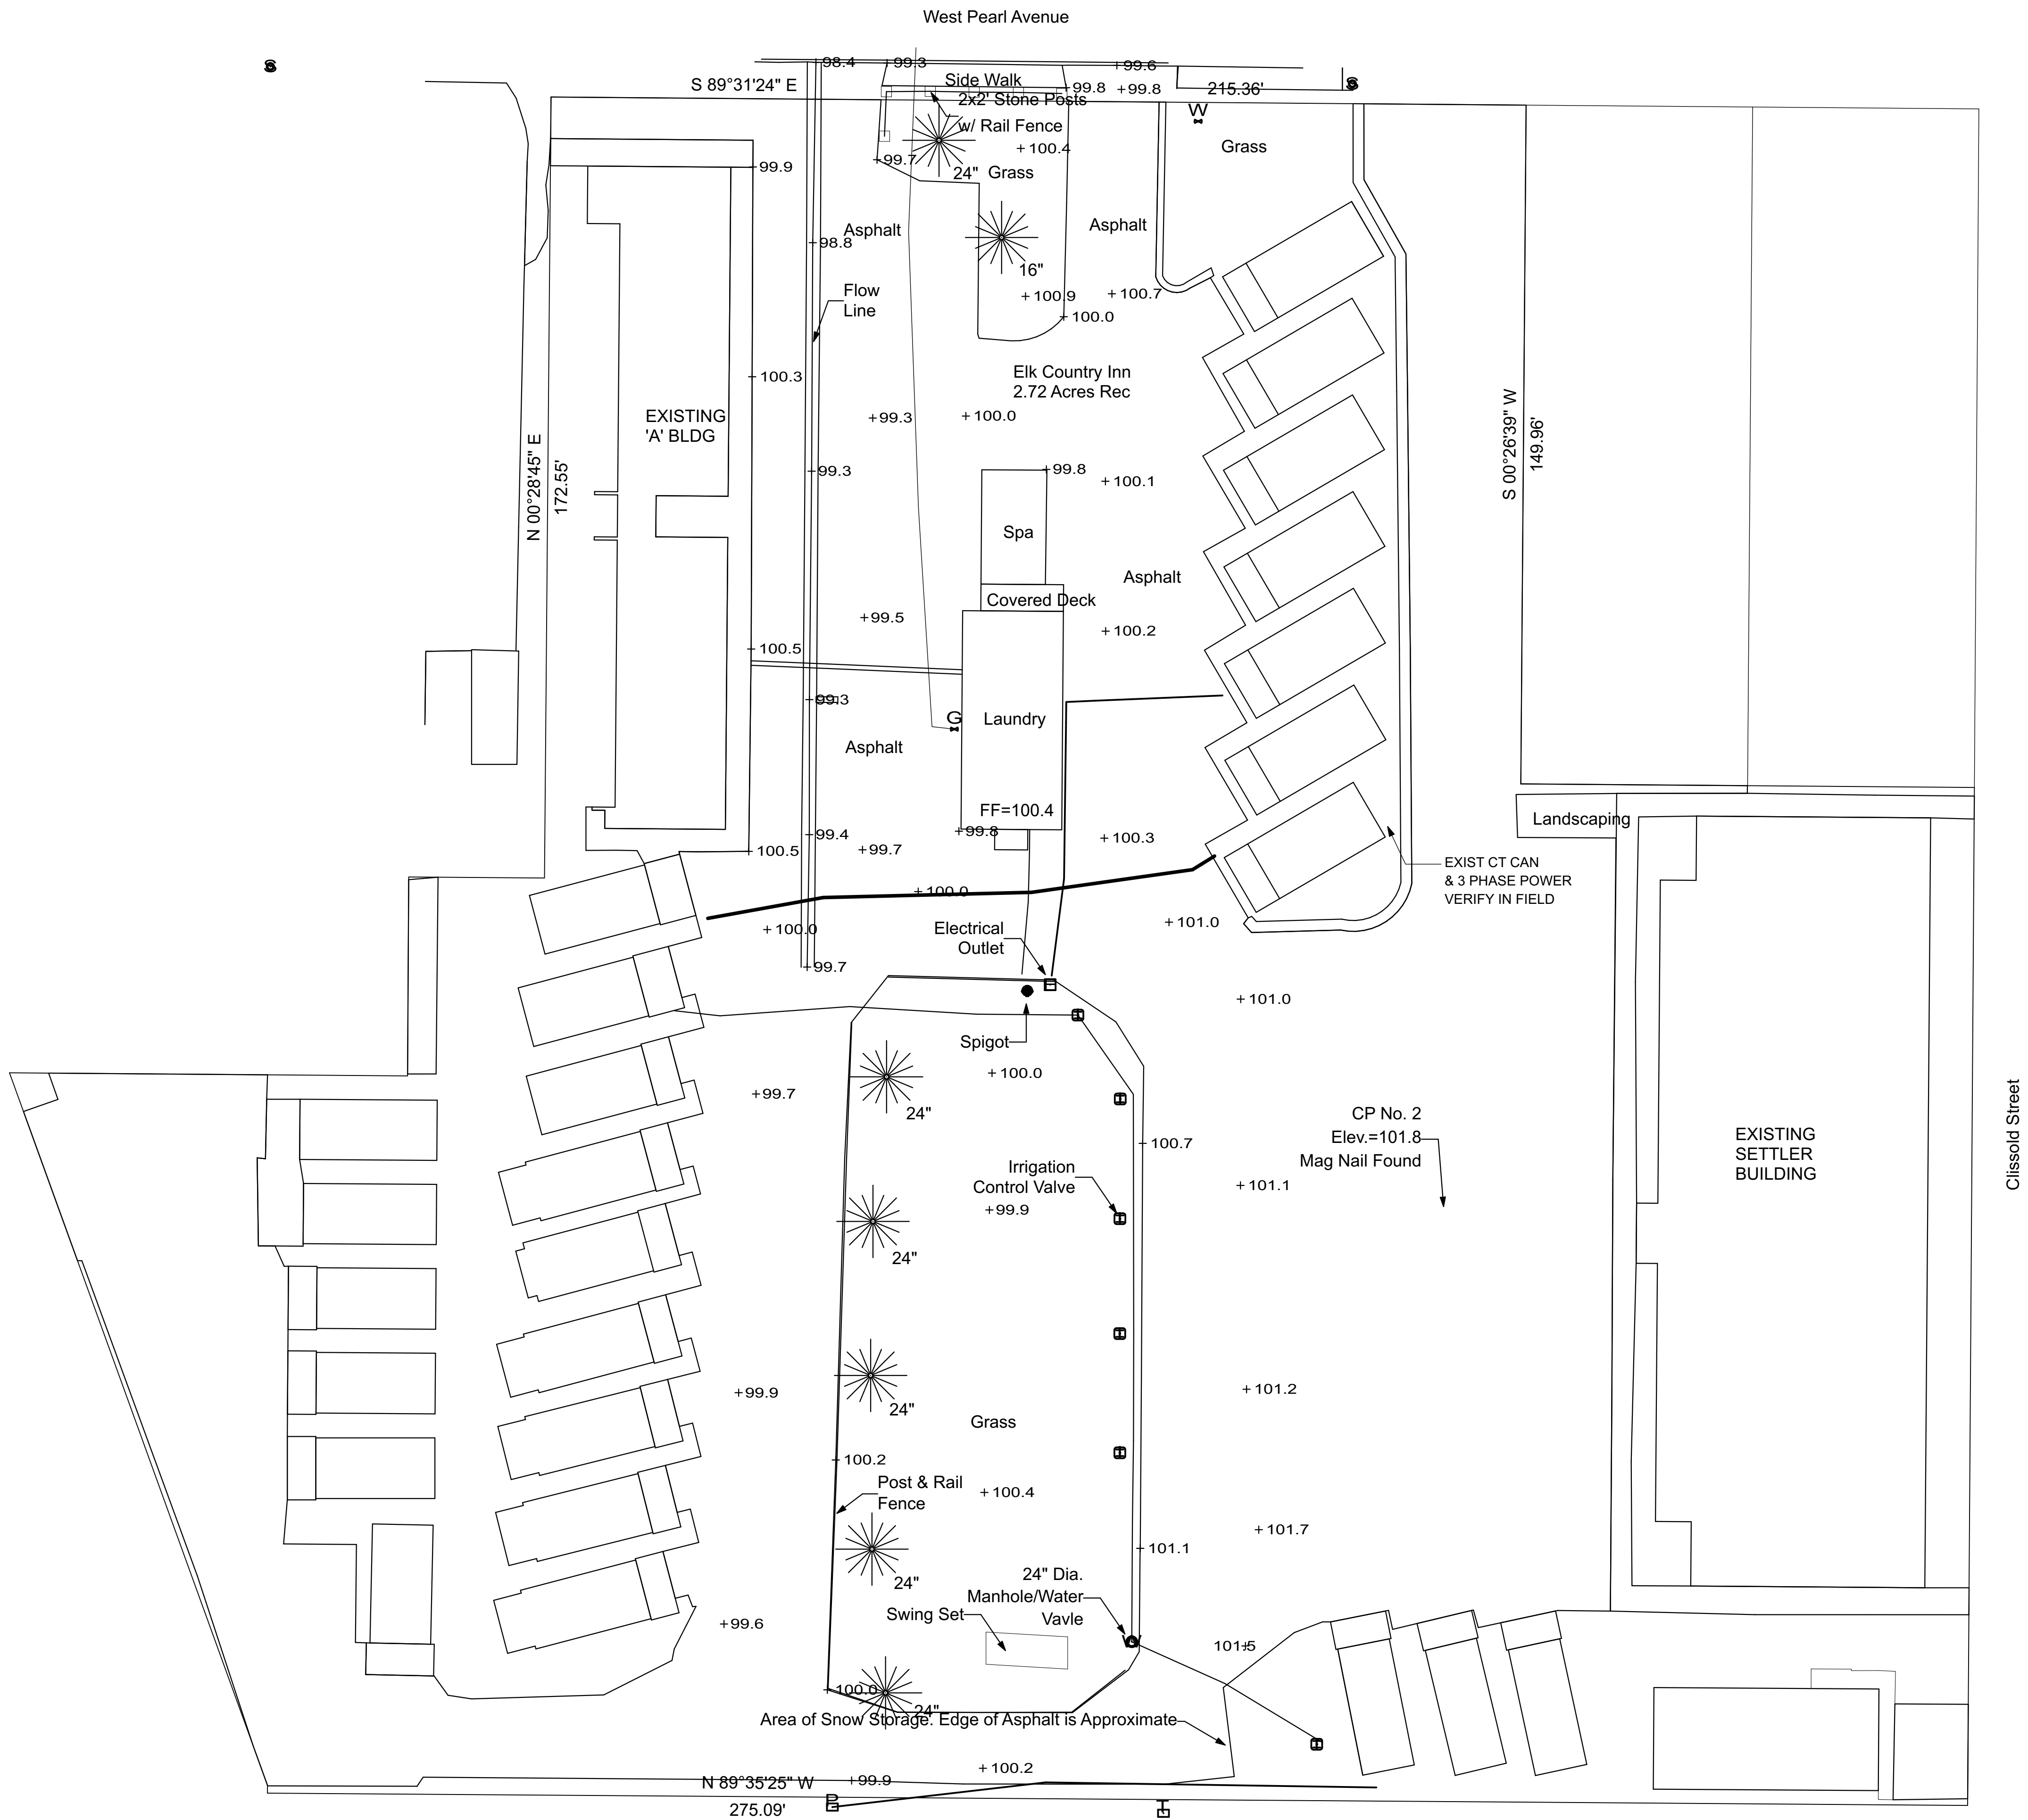 West Pearl Avenue
S
S
98.4
99.3
99.6
Side Walk
S 89°31'24" E
99.8
99.8
215.36'
2x2' Stone Posts
w/ Rail Fence
W
100.4
Grass
99.9
99.7
24"
Grass
Asphalt
Asphalt
98.8
16"
Flow
Line
100.9
100.7
100.0
Elk Country Inn
2.72 Acres Rec
100.3
EXISTING
'A' BLDG
99.3
100.0
N 00°28'45" E
172.55'
S 00°26'39" W
149.96'
99.3
99.8
100.1
Spa
Asphalt
Covered Deck
99.5
100.2
100.5
99.3
G
Laundry
Asphalt
FF=100.4
Landscaping
99.4
99.8
100.3
100.5
99.7
EXIST CT CAN
& 3 PHASE POWER
VERIFY IN FIELD
100.0
101.0
100.0
Electrical
Outlet
99.7
E
101.0
I
Spigot
100.0
99.7
24"
I
CP No. 2
Elev.=101.8
Mag Nail Found
100.7
EXISTING
SETTLER
BUILDING
Clissold Street
Irrigation
Control Valve
101.1
99.9
I
24"
I
99.9
101.2
24"
Grass
I
100.2
Post & Rail
Fence
100.4
101.7
101.1
24"
24" Dia.
Manhole/Water
Vavle
Swing Set
99.6
W
101.5
100.0
24"
Area of Snow Storage. Edge of Asphalt is Approximate
I
100.2
N 89°35'25" W
99.9
275.09'
P
T